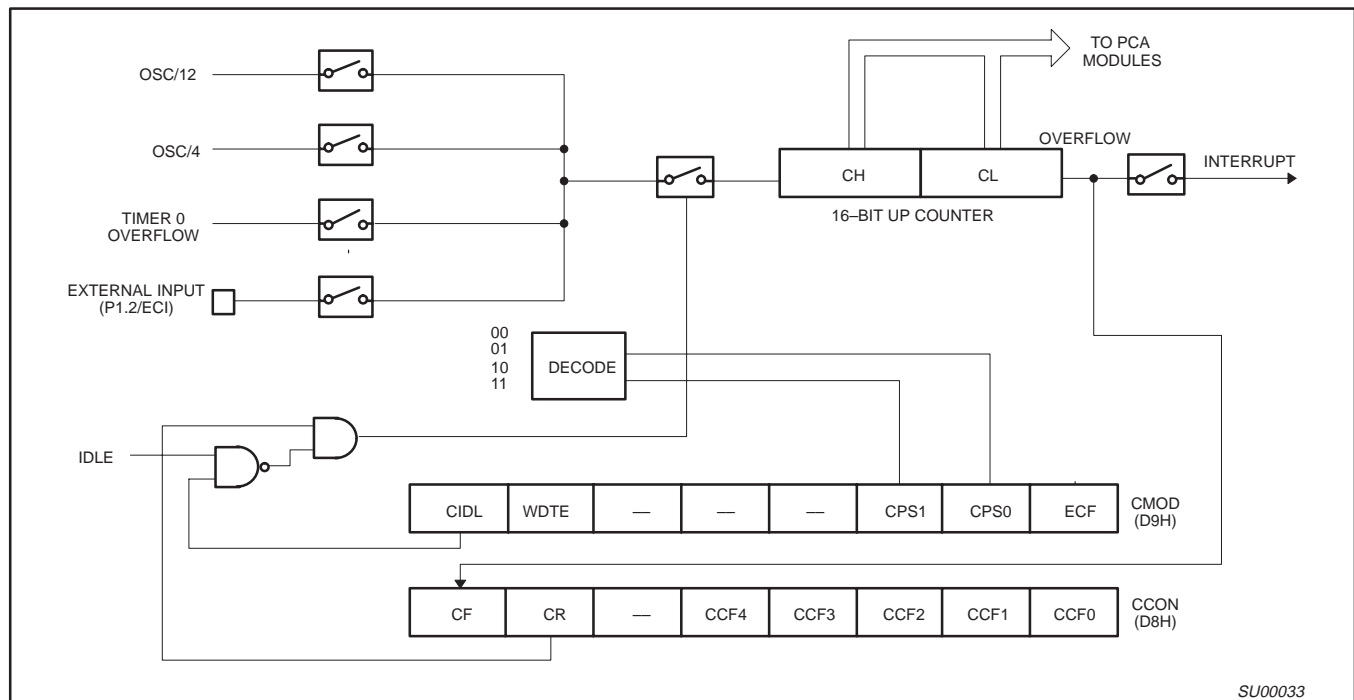 OSC/12
OSC/4
TIMER 0
OVERFLOW
EXTERNAL INPUT
(P1.2/ECI)
TO PCA
MODULES
OVERFLOW
INTERRUPT
CH
CL
16–BIT UP COUNTER
00
01
10
11
DECODE
IDLE
CIDL WDTE –– –– –– CPS1 CPS0 ECF
CMOD
(D9H)
CF CR –– CCF4 CCF3 CCF2 CCF1 CCF0
CCON
(D8H)
SU00033